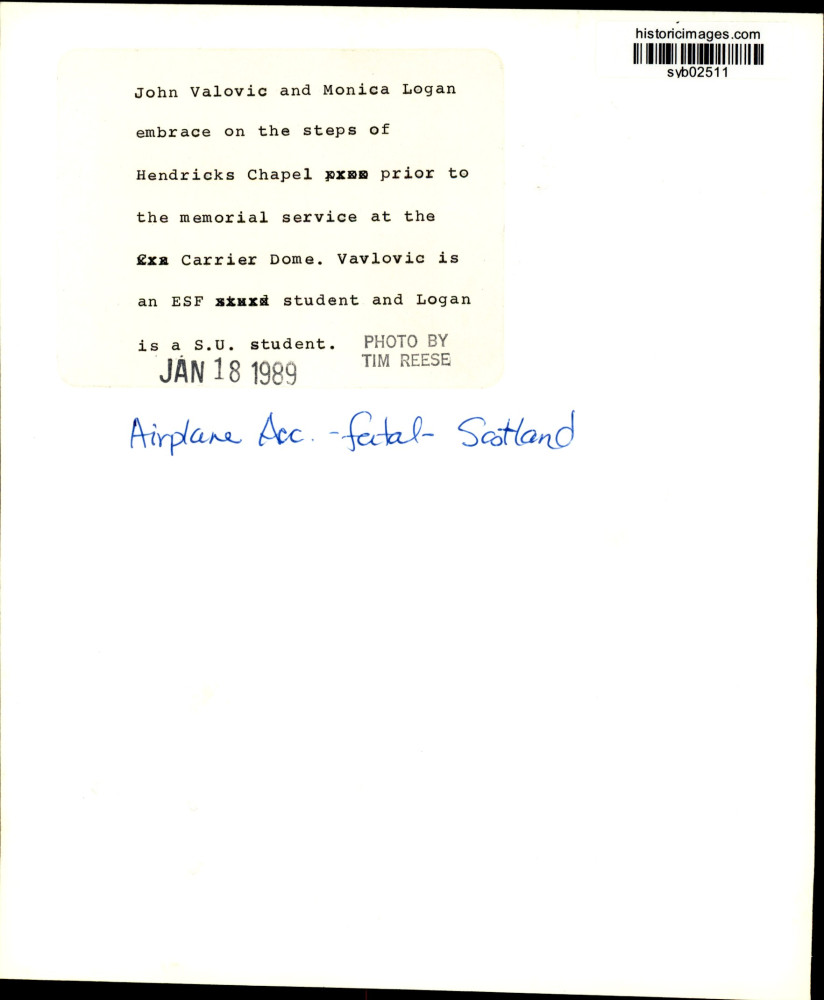 historicimages.com
syb02511
John Valovic and Monica Logan
embrace on the steps of
Hendricks Chapel prior to
the memorial service at the
Carrier Dome. Vavlovic is
an ESF student and Logan
is a S.U. student.
PHOTO BY
TIM REESE
JAN 18 1989
Airplane Acc. -fatal- Scotland